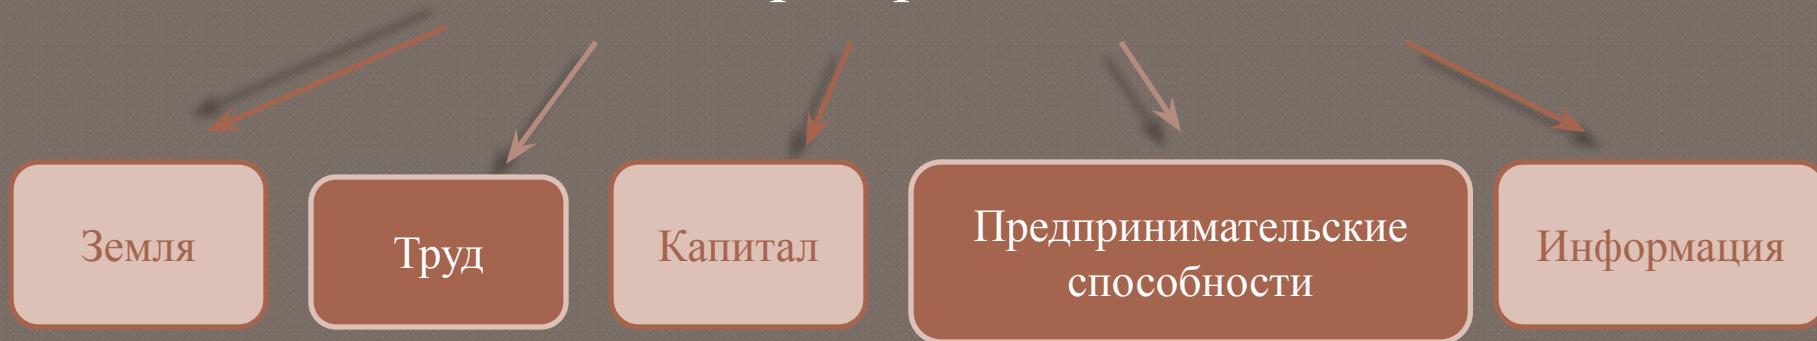 Земля
Труд
Капитал
Предпринимательские
способности
Информация